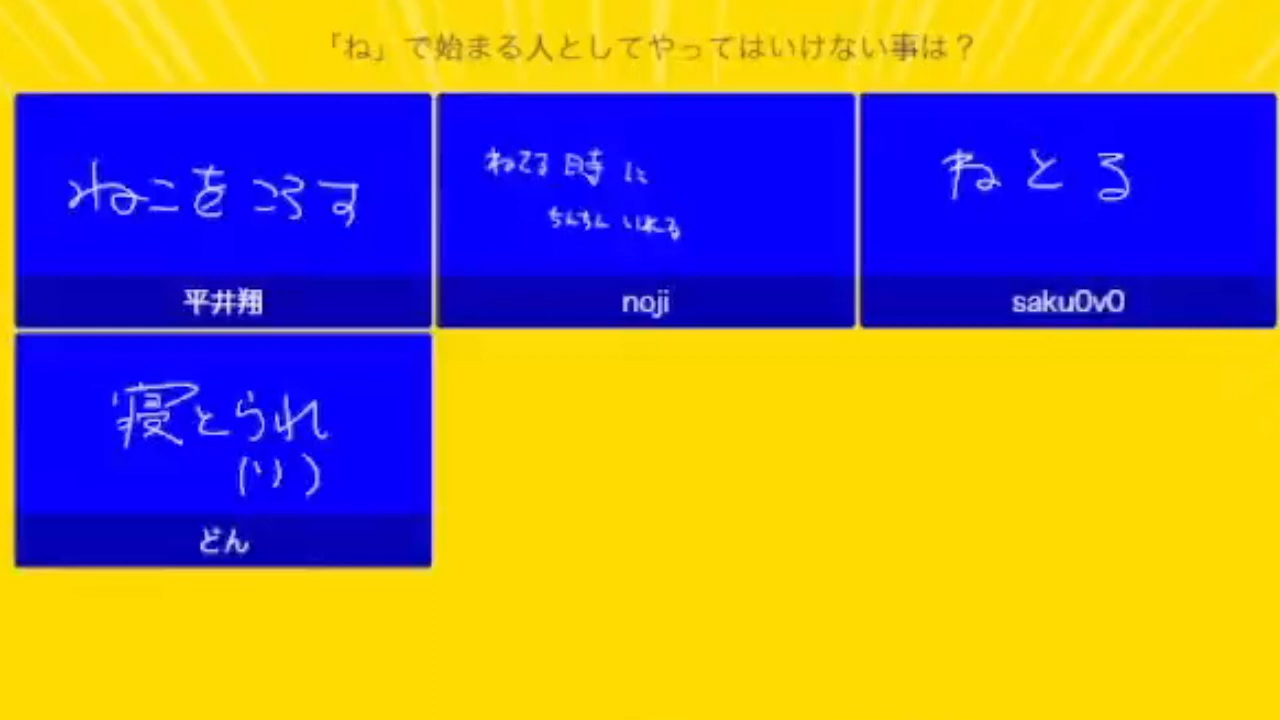 「ね」で始まる人としてやってはいけない事は？
ねこをころす
平井翔
ねてる時に
ちんちんいれる
noji
ねとる
saku0v0
寝とられ
(ソ)
どん